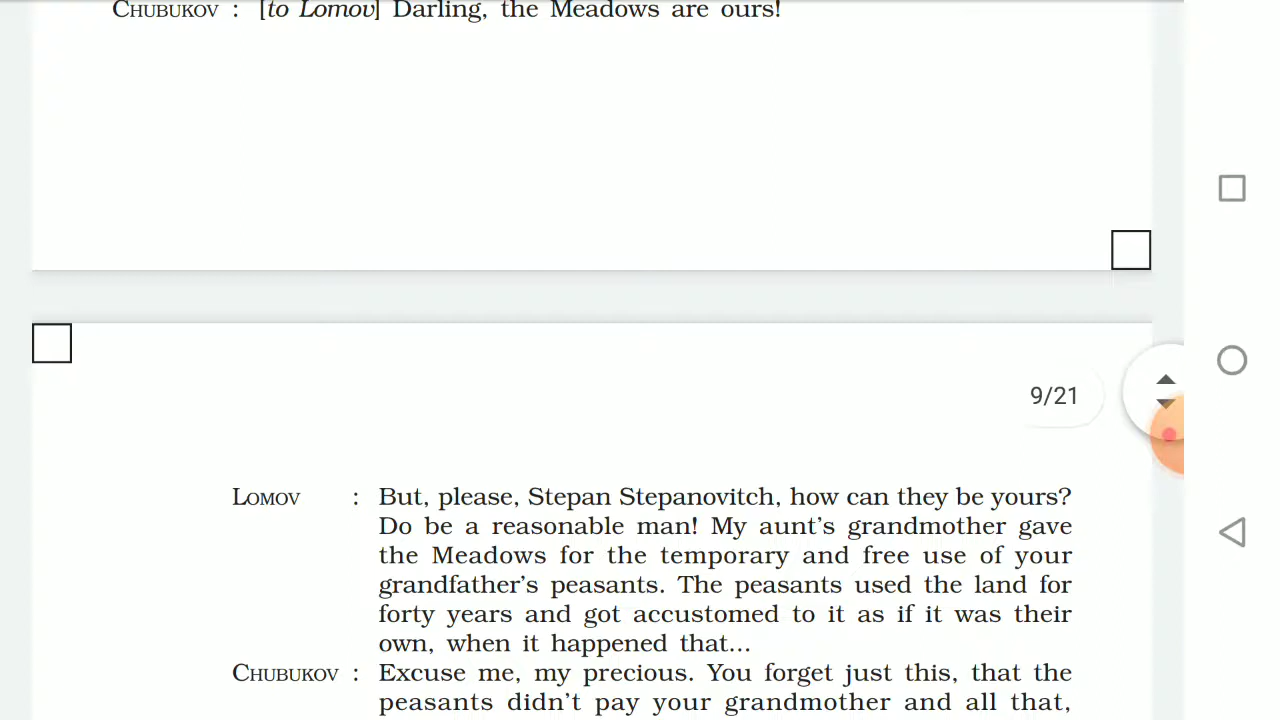 CHUBUKOV : [to Lomov] Darling, the Meadows are ours!
9/21
LOMOV : But, please, Stepan Stepanovitch, how can they be yours?
Do be a reasonable man! My aunt's grandmother gave
the Meadows for the temporary and free use of your
grandfather's peasants. The peasants used the land for
forty years and got accustomed to it as if it was their
own, when it happened that...
CHUBUKOV : Excuse me, my precious. You forget just this, that the
peasants didn't pay your grandmother and all that,